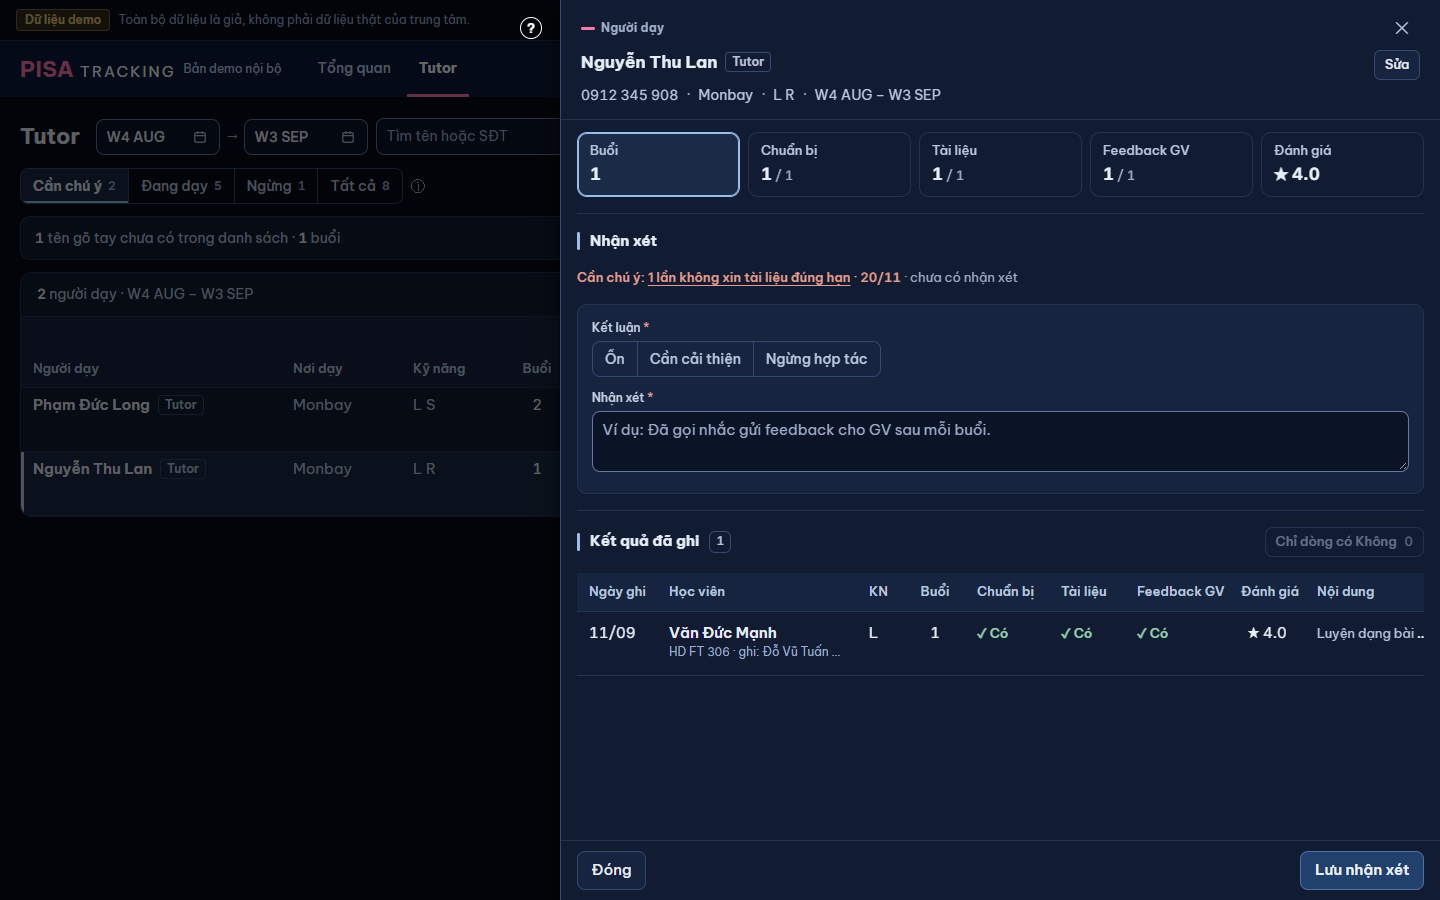 Dữ liệu demo Toàn bộ dữ liệu là giả, không phải dữ liệu thật của trung tâm.
?
PISA TRACKING Bản demo nội bộ Tổng quan Tutor
Tutor W4 AUG → W3 SEP Tìm tên hoặc SĐT
Cần chú ý 2 Đang dạy 5 Ngừng 1 Tất cả 8
1 tên gõ tay chưa có trong danh sách · 1 buổi
2 người dạy · W4 AUG – W3 SEP
Người dạy Nơi dạy Kỹ năng Buổi
Phạm Đức Long Tutor Monbay L S 2
Nguyễn Thu Lan Tutor Monbay L R 1
Người dạy
Nguyễn Thu Lan Tutor Sửa
0912 345 908 · Monbay · L R · W4 AUG – W3 SEP
Buổi Chuẩn bị Tài liệu Feedback GV Đánh giá
1 1 / 1 1 / 1 1 / 1 ★ 4.0
Nhận xét
Cần chú ý: 1 lần không xin tài liệu đúng hạn · 20/11 · chưa có nhận xét
Kết luận *
Ổn Cần cải thiện Ngừng hợp tác
Nhận xét *
Ví dụ: Đã gọi nhắc gửi feedback cho GV sau mỗi buổi.
Kết quả đã ghi 1 Chỉ dòng có Không 0
Ngày ghi Học viên KN Buổi Chuẩn bị Tài liệu Feedback GV Đánh giá Nội dung
11/09 Văn Đức Mạnh L 1 ✓ Có ✓ Có ✓ Có ★ 4.0 Luyện dạng bài ...
HD FT 306 · ghi: Đỗ Vũ Tuấn ...
Đóng Lưu nhận xét